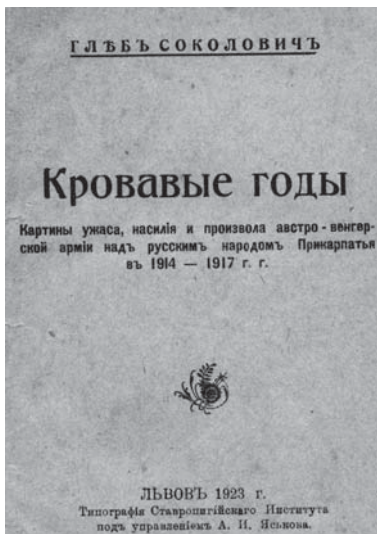 ГЛѢБЪ СОКОЛОВИЧЪ
Кровавые годы
Картины ужаса, насилія и произвола австро-венгер-
ской арміи надъ русскимъ народомъ Прикарпатья
въ 1914 — 1917 г. г.
ЛЬВОВЪ 1923 г.
Типографія Ставропигійскаго Института
подъ управленіемъ А. И. Яськова.